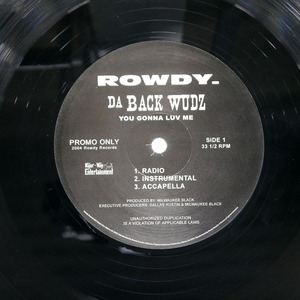 ROWDY.
DA BACK WUDZ
YOU GONNA LUV ME
PROMO ONLY
2004 Rowdy Records
SIDE 1
33 1/2 RPM
Entertainment
1. RADIO
2. INSTRUMENTAL
3. ACCAPELLA
PRODUCED BY: MILWAUKEE BLACK
EXECUTIVE PRODUCERS: DALLAS AUSTIN & MILWAUKEE BLACK
UNAUTHORIZED DUPLICATION
IS A VIOLATION OF APPLICABLE LAWS